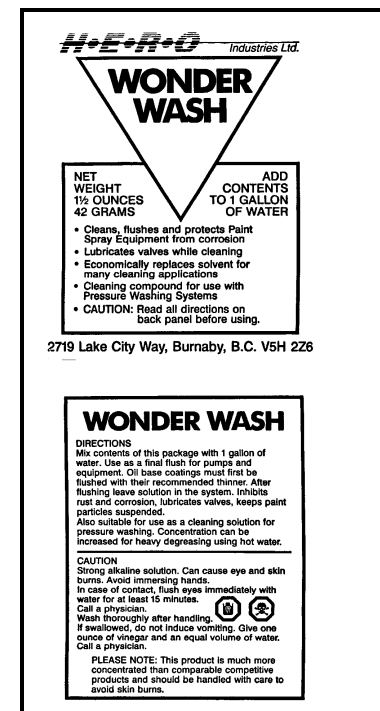 H•E•R•O Industries Ltd.
WONDER
WASH
NET
WEIGHT
1½ OUNCES
42 GRAMS
ADD
CONTENTS
TO 1 GALLON
OF WATER
• Cleans, flushes and protects Paint
Spray Equipment from corrosion
• Lubricates valves while cleaning
• Economically replaces solvent for
many cleaning applications
• Cleaning compound for use with
Pressure Washing Systems
• CAUTION: Read all directions on
back panel before using.
2719 Lake City Way, Burnaby, B.C. V5H 2Z6
WONDER WASH
DIRECTIONS
Mix contents of this package with 1 gallon of
water. Use as a final flush for pumps and
equipment. Oil base coatings must first be
flushed with their recommended thinner. After
flushing leave solution in the system. Inhibits
rust and corrosion, lubricates valves, keeps paint
particles suspended.
Also suitable for use as a cleaning solution for
pressure washing. Concentration can be
increased for heavy degreasing using hot water.
CAUTION
Strong alkaline solution. Can cause eye and skin
burns. Avoid immersing hands.
In case of contact, flush eyes immediately with
water for at least 15 minutes.
Call a physician.
Wash thoroughly after handling.
If swallowed, do not induce vomiting. Give one
ounce of vinegar and an equal volume of water.
Call a physician.
PLEASE NOTE: This product is much more
concentrated than comparable competitive
products and should be handled with care to
avoid skin burns.